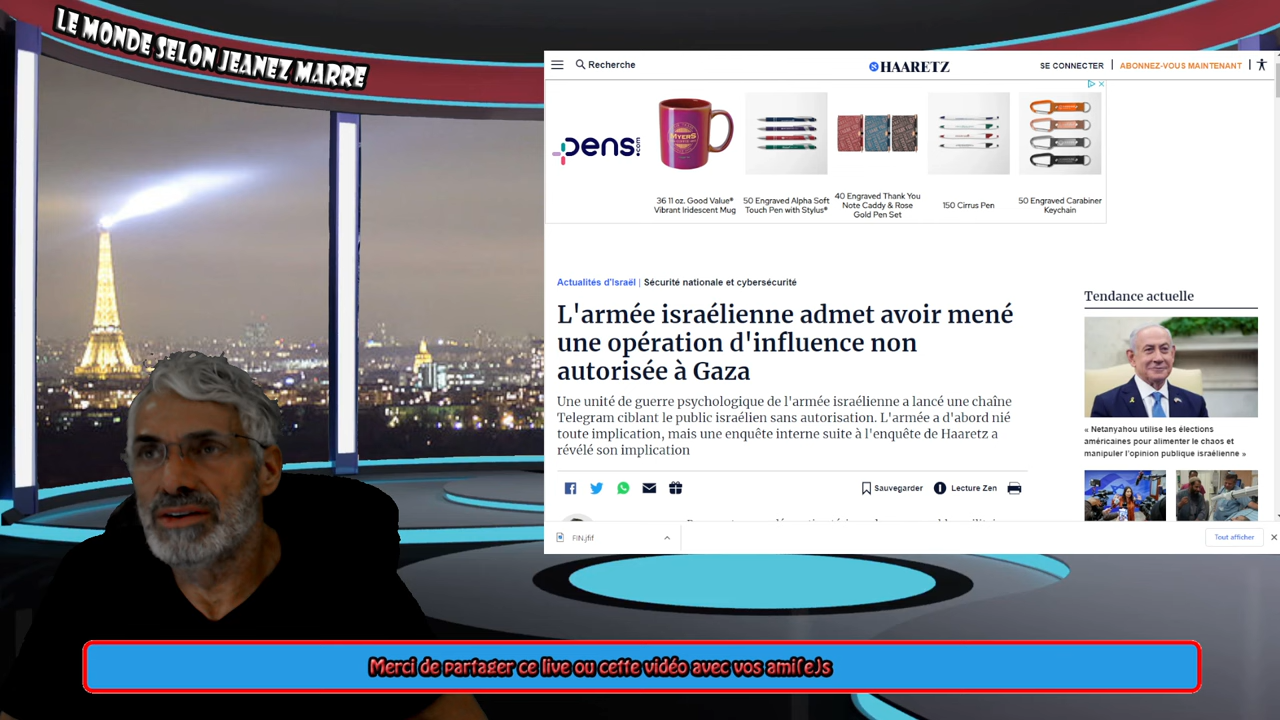 LE MONDE SELON JEANEZ MARRE
Recherche
HAARETZ
SE CONNECTER
ABONNEZ-VOUS MAINTENANT
pens.com
MYERS
36 11 oz. Good Value®
Vibrant Iridescent Mug
50 Engraved Alpha Soft
Touch Pen with Stylus®
40 Engraved Thank You
Note Caddy & Rose
Gold Pen Set
150 Cirrus Pen
50 Engraved Carabiner
Keychain
Actualités d'Israël | Sécurité nationale et cybersécurité
L'armée israélienne admet avoir mené
une opération d'influence non
autorisée à Gaza
Une unité de guerre psychologique de l'armée israélienne a lancé une chaîne
Telegram ciblant le public israélien sans autorisation. L'armée a d'abord nié
toute implication, mais une enquête interne suite à l'enquête de Haaretz a
révélé son implication
Sauvegarder
Lecture Zen
Tendance actuelle
« Netanyahou utilise les élections
américaines pour alimenter le chaos et
manipuler l'opinion publique israélienne »
FIN.jfif
Tout afficher
Merci de partager ce live ou cette vidéo avec vos ami(e)s